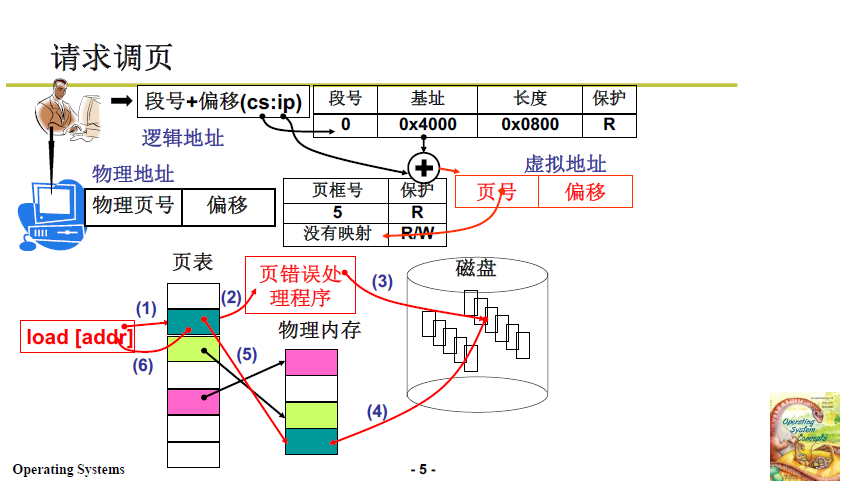 请求调页
段号+偏移(cs:ip)
段号 基址 长度 保护
0 0x4000 0x0800 R
逻辑地址
虚拟地址
物理地址
物理页号 偏移
页框号 保护
5 R
没有映射 R/W
页号 偏移
页表
页错误处
理程序
磁盘
(1)
(2)
(3)
load [addr]
物理内存
(5)
(6)
(4)
Operating
System
Concepts
Operating Systems
- 5 -